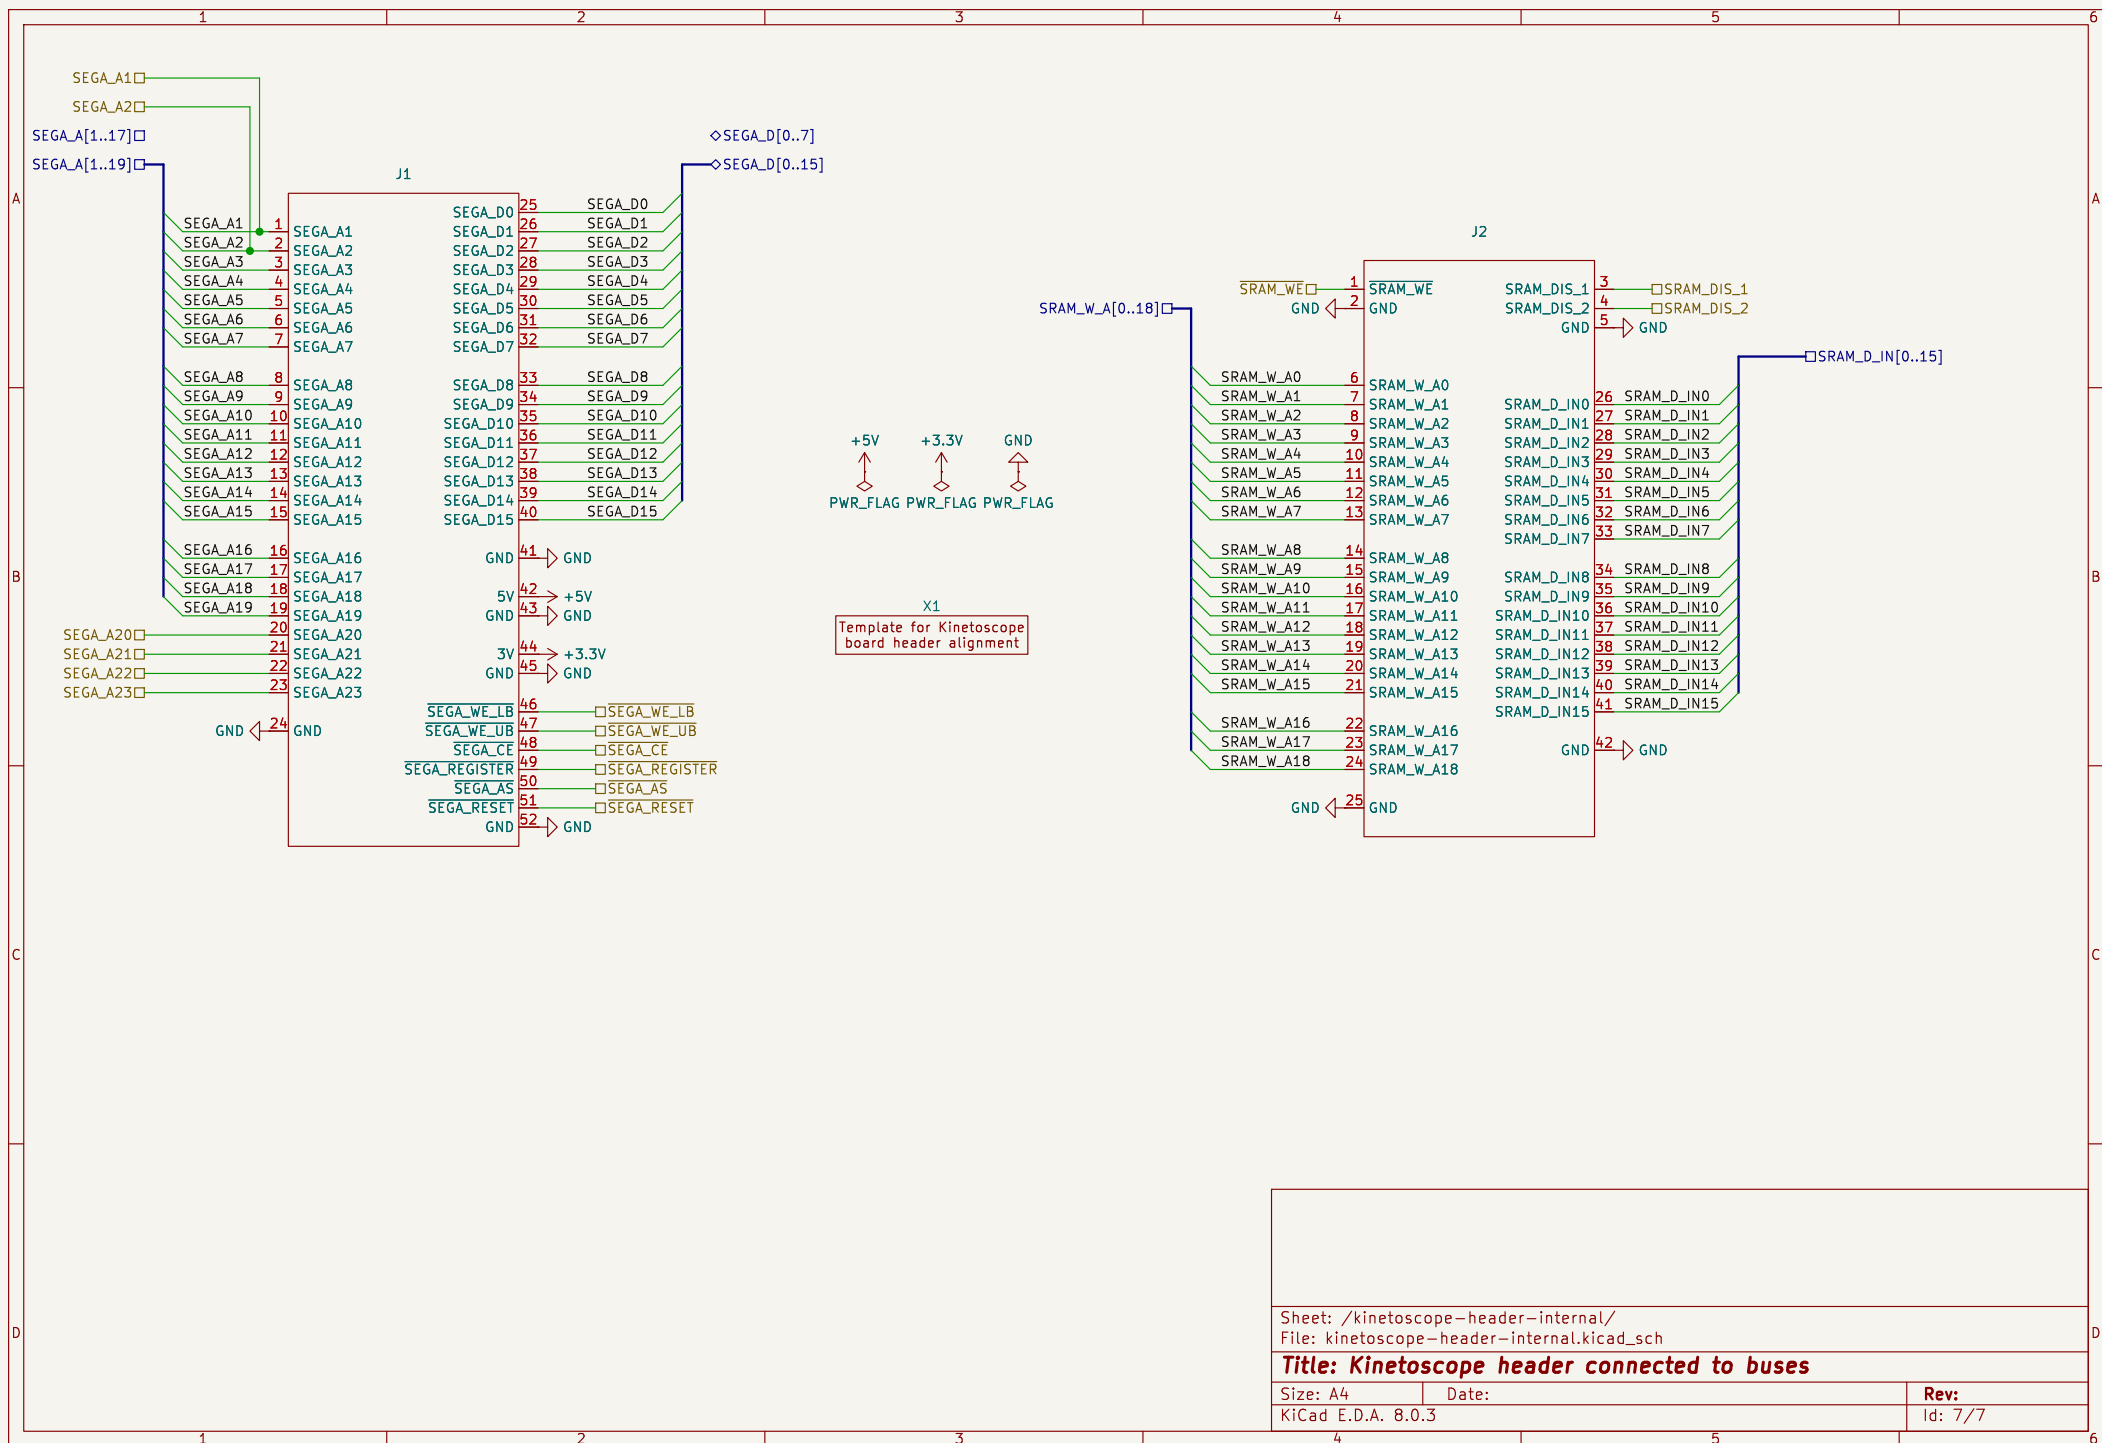 1 2 3 4 5 6
A
B
C
D
SEGA_A1
SEGA_A2
SEGA_A[1..17]
SEGA_A[1..19]
J1
SEGA_A1 1 SEGA_A1
SEGA_A2 2 SEGA_A2
SEGA_A3 3 SEGA_A3
SEGA_A4 4 SEGA_A4
SEGA_A5 5 SEGA_A5
SEGA_A6 6 SEGA_A6
SEGA_A7 7 SEGA_A7
SEGA_A8 8 SEGA_A8
SEGA_A9 9 SEGA_A9
SEGA_A10 10 SEGA_A10
SEGA_A11 11 SEGA_A11
SEGA_A12 12 SEGA_A12
SEGA_A13 13 SEGA_A13
SEGA_A14 14 SEGA_A14
SEGA_A15 15 SEGA_A15
SEGA_A16 16 SEGA_A16
SEGA_A17 17 SEGA_A17
SEGA_A18 18 SEGA_A18
SEGA_A19 19 SEGA_A19
SEGA_A20 20 SEGA_A20
SEGA_A21 21 SEGA_A21
SEGA_A22 22 SEGA_A22
SEGA_A23 23 SEGA_A23
GND 24 GND
SEGA_D[0..7]
SEGA_D[0..15]
SEGA_D0 25 SEGA_D0
SEGA_D1 26 SEGA_D1
SEGA_D2 27 SEGA_D2
SEGA_D3 28 SEGA_D3
SEGA_D4 29 SEGA_D4
SEGA_D5 30 SEGA_D5
SEGA_D6 31 SEGA_D6
SEGA_D7 32 SEGA_D7
SEGA_D8 33 SEGA_D8
SEGA_D9 34 SEGA_D9
SEGA_D10 35 SEGA_D10
SEGA_D11 36 SEGA_D11
SEGA_D12 37 SEGA_D12
SEGA_D13 38 SEGA_D13
SEGA_D14 39 SEGA_D14
SEGA_D15 40 SEGA_D15
GND 41 GND
5V 42 +5V
GND 43 GND
3V 44 +3.3V
GND 45 GND
SEGA_WE_LB 46 SEGA_WE_LB
SEGA_WE_UB 47 SEGA_WE_UB
SEGA_CE 48 SEGA_CE
SEGA_REGISTER 49 SEGA_REGISTER
SEGA_AS 50 SEGA_AS
SEGA_RESET 51 SEGA_RESET
GND 52 GND
+5V +3.3V GND
PWR_FLAG PWR_FLAG PWR_FLAG
X1
Template for Kinetoscope
board header alignment
J2
SRAM_WE 1 SRAM_WE
GND 2 GND
SRAM_W_A[0..18]
SRAM_W_A0 6 SRAM_W_A0
SRAM_W_A1 7 SRAM_W_A1
SRAM_W_A2 8 SRAM_W_A2
SRAM_W_A3 9 SRAM_W_A3
SRAM_W_A4 10 SRAM_W_A4
SRAM_W_A5 11 SRAM_W_A5
SRAM_W_A6 12 SRAM_W_A6
SRAM_W_A7 13 SRAM_W_A7
SRAM_W_A8 14 SRAM_W_A8
SRAM_W_A9 15 SRAM_W_A9
SRAM_W_A10 16 SRAM_W_A10
SRAM_W_A11 17 SRAM_W_A11
SRAM_W_A12 18 SRAM_W_A12
SRAM_W_A13 19 SRAM_W_A13
SRAM_W_A14 20 SRAM_W_A14
SRAM_W_A15 21 SRAM_W_A15
SRAM_W_A16 22 SRAM_W_A16
SRAM_W_A17 23 SRAM_W_A17
SRAM_W_A18 24 SRAM_W_A18
GND 25 GND
SRAM_DIS_1 3 SRAM_DIS_1
SRAM_DIS_2 4 SRAM_DIS_2
GND 5 GND
SRAM_D_IN[0..15]
SRAM_D_IN0 26 SRAM_D_IN0
SRAM_D_IN1 27 SRAM_D_IN1
SRAM_D_IN2 28 SRAM_D_IN2
SRAM_D_IN3 29 SRAM_D_IN3
SRAM_D_IN4 30 SRAM_D_IN4
SRAM_D_IN5 31 SRAM_D_IN5
SRAM_D_IN6 32 SRAM_D_IN6
SRAM_D_IN7 33 SRAM_D_IN7
SRAM_D_IN8 34 SRAM_D_IN8
SRAM_D_IN9 35 SRAM_D_IN9
SRAM_D_IN10 36 SRAM_D_IN10
SRAM_D_IN11 37 SRAM_D_IN11
SRAM_D_IN12 38 SRAM_D_IN12
SRAM_D_IN13 39 SRAM_D_IN13
SRAM_D_IN14 40 SRAM_D_IN14
SRAM_D_IN15 41 SRAM_D_IN15
GND 42 GND
A
B
C
D
Sheet: /kinetoscope-header-internal/
File: kinetoscope-header-internal.kicad_sch
Title: Kinetoscope header connected to buses
Size: A4 Date: Rev:
KiCad E.D.A. 8.0.3 Id: 7/7
1 2 3 4 5 6